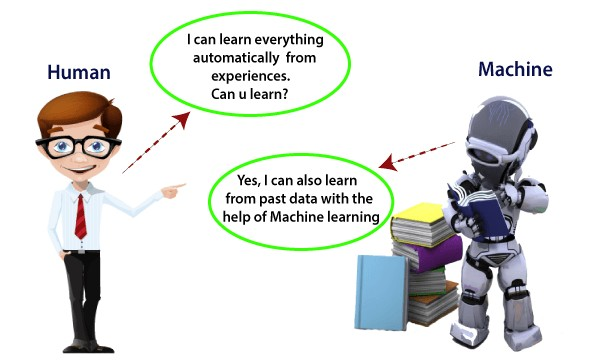 Human
I can learn everything
automatically from
experiences.
Can u learn?
Machine
Yes, I can also learn
from past data with the
help of Machine learning